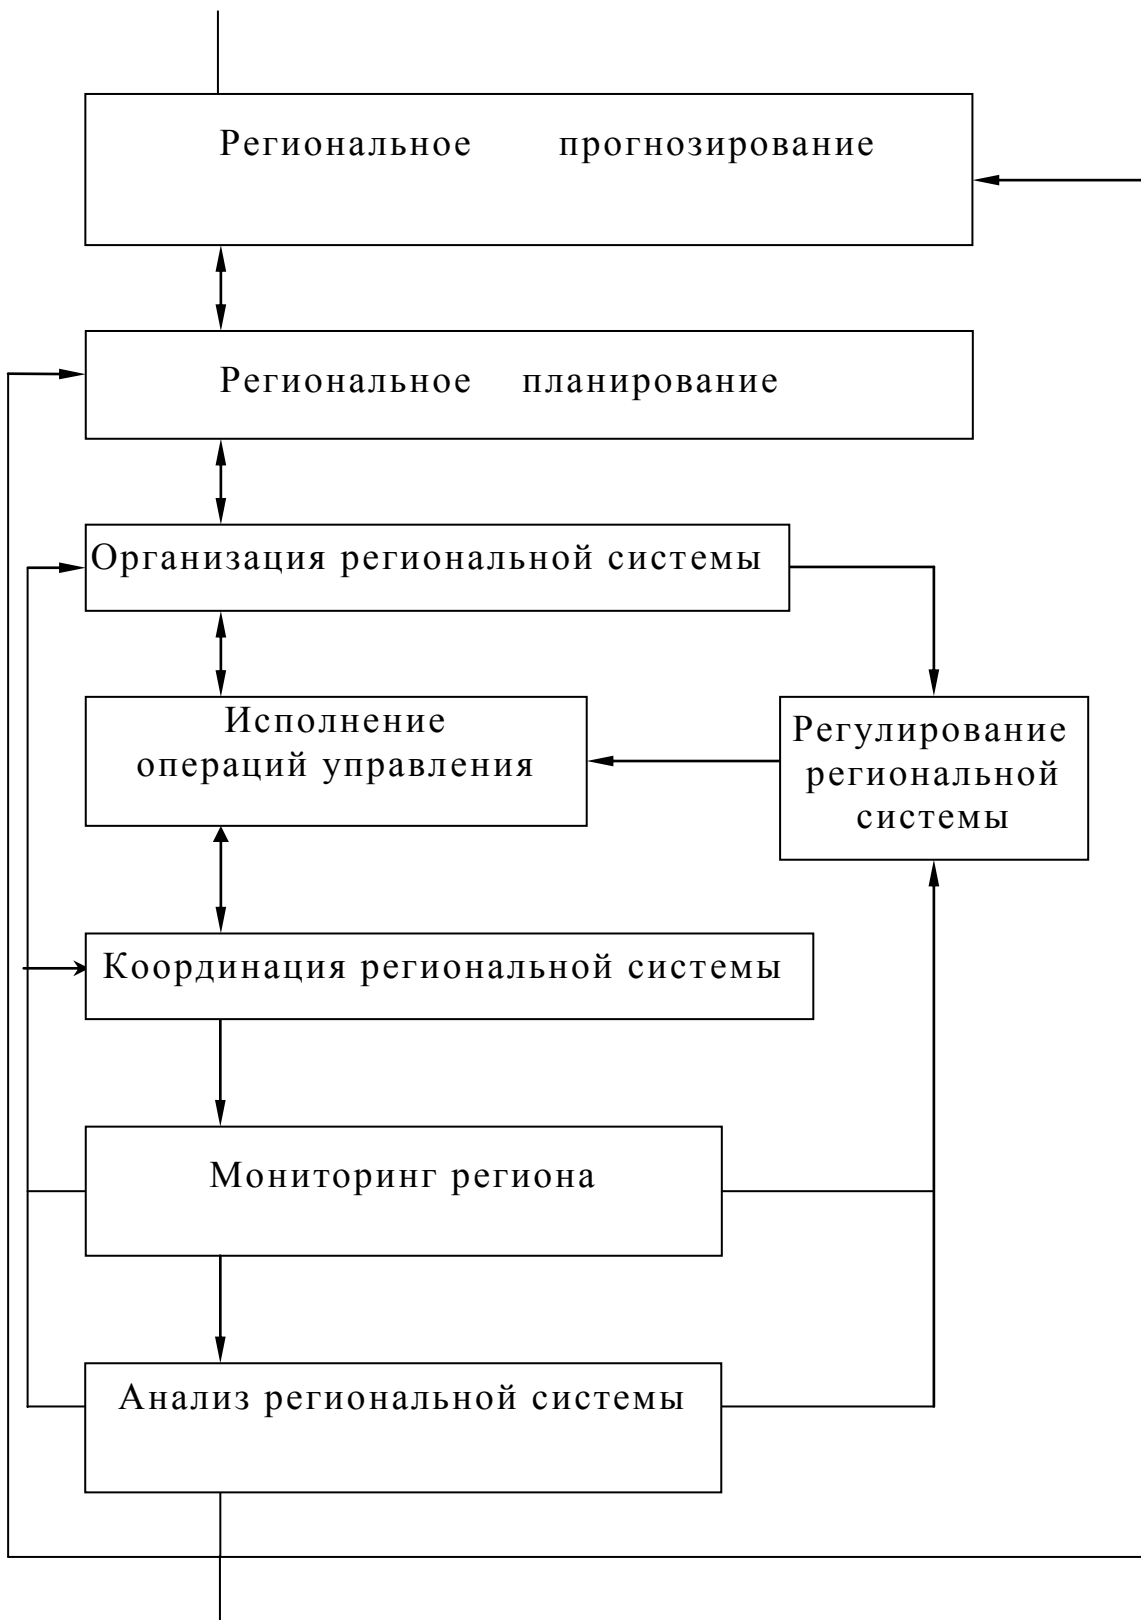 Региональное прогнозирование
Региональное планирование
Организация региональной системы
Исполнение
операций управления
Регулирование
региональной
системы
Координация региональной системы
Мониторинг региона
Анализ региональной системы